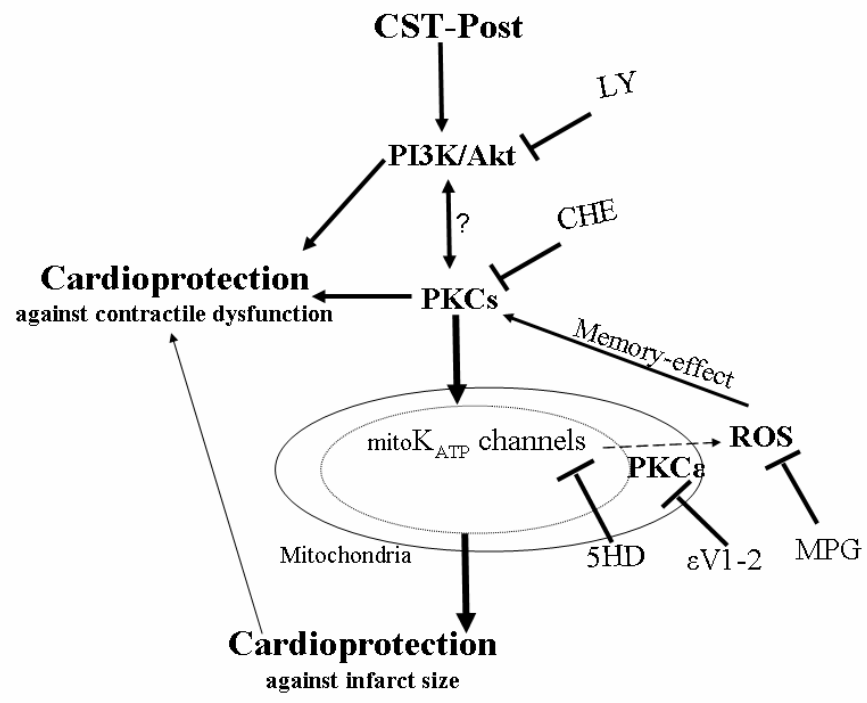 CST-Post
LY
PI3K/Akt
?
CHE
Cardioprotection
against contractile dysfunction
PKCs
Memory-effect
mitoK_ATP channels
ROS
PKCε
Mitochondria
5HD
εV1-2
MPG
Cardioprotection
against infarct size